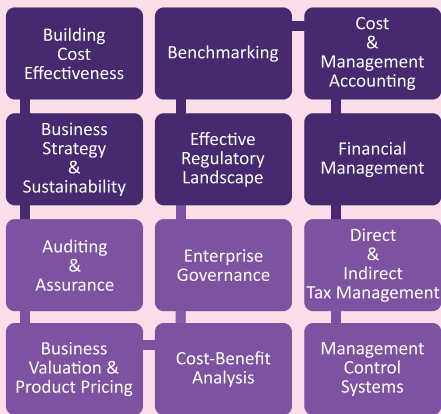 Building
Cost
Effectiveness
Business
Strategy
&
Sustainability
Auditing
&
Assurance
Business
Valuation &
Product Pricing
Cost-Benefit
Analysis
Enterprise
Governance
Effective
Regulatory
Landscape
Benchmarking
Cost
&
Management
Accounting
Financial
Management
Direct
&
Indirect
Tax Management
Management
Control
Systems